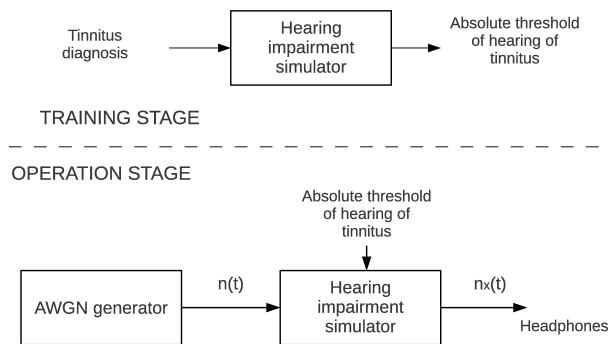 Tinnitus
diagnosis
Hearing
impairment
simulator
Absolute threshold
of hearing of
tinnitus
TRAINING STAGE
OPERATION STAGE
Absolute threshold
of hearing of
tinnitus
AWGN generator
n(t)
Hearing
impairment
simulator
nx(t)
Headphones